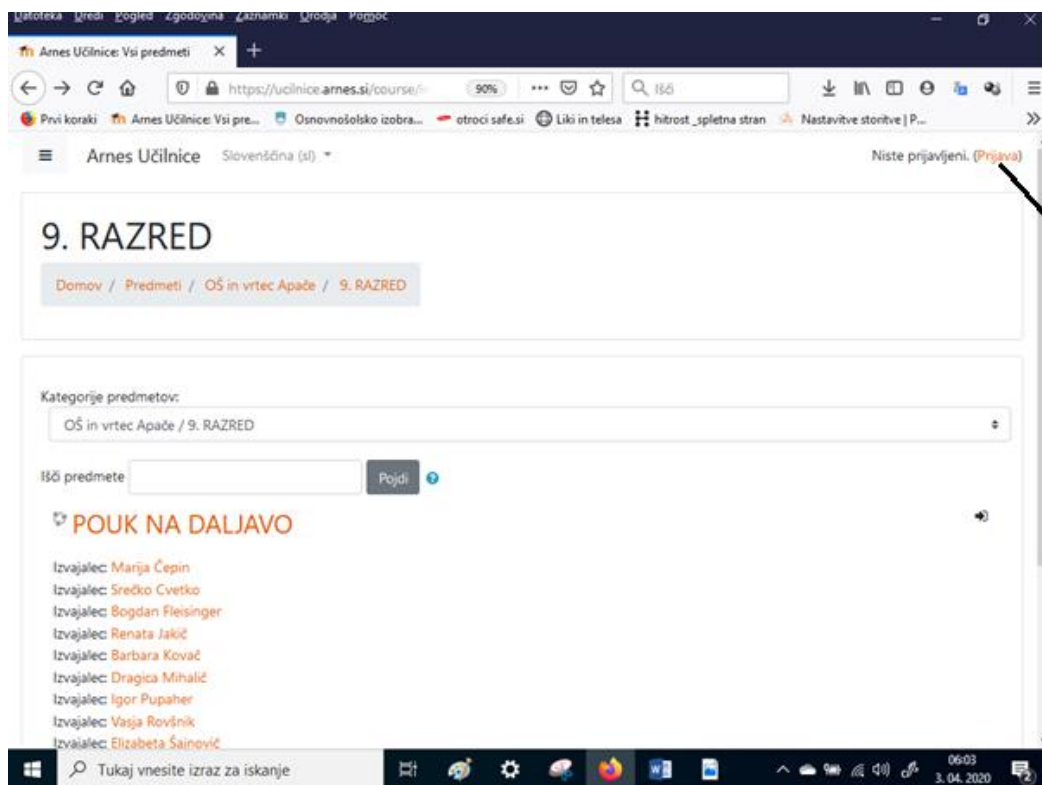 Datoteka Uredi Pogled Zgodovina Zaznamki Orodja Pomoč
Arnes Učilnice: Vsi predmeti
https://ucilnice.arnes.si/course/
90%
Išči
Prvi koraki Arnes Učilnice: Vsi pre... Osnovnošolsko izobra... otroci safe.si Liki in telesa hitrost _spletna stran Nastavitve storitve | P...
Arnes Učilnice Slovenščina (sl) Niste prijavljeni. (Prijava)
9. RAZRED
Domov / Predmeti / OŠ in vrtec Apače / 9. RAZRED
Kategorije predmetov:
OŠ in vrtec Apače / 9. RAZRED
Išči predmete Pojdi
POUK NA DALJAVO
Izvajalec: Marija Čepin
Izvajalec: Srečko Cvetko
Izvajalec: Bogdan Fleisinger
Izvajalec: Renata Jakič
Izvajalec: Barbara Kovač
Izvajalec: Dragica Mihalič
Izvajalec: Igor Pupaher
Izvajalec: Vasja Rovšnik
Izvajalec: Elizabeta Šainović
Tukaj vnesite izraz za iskanje
06:03
3. 04. 2020
2